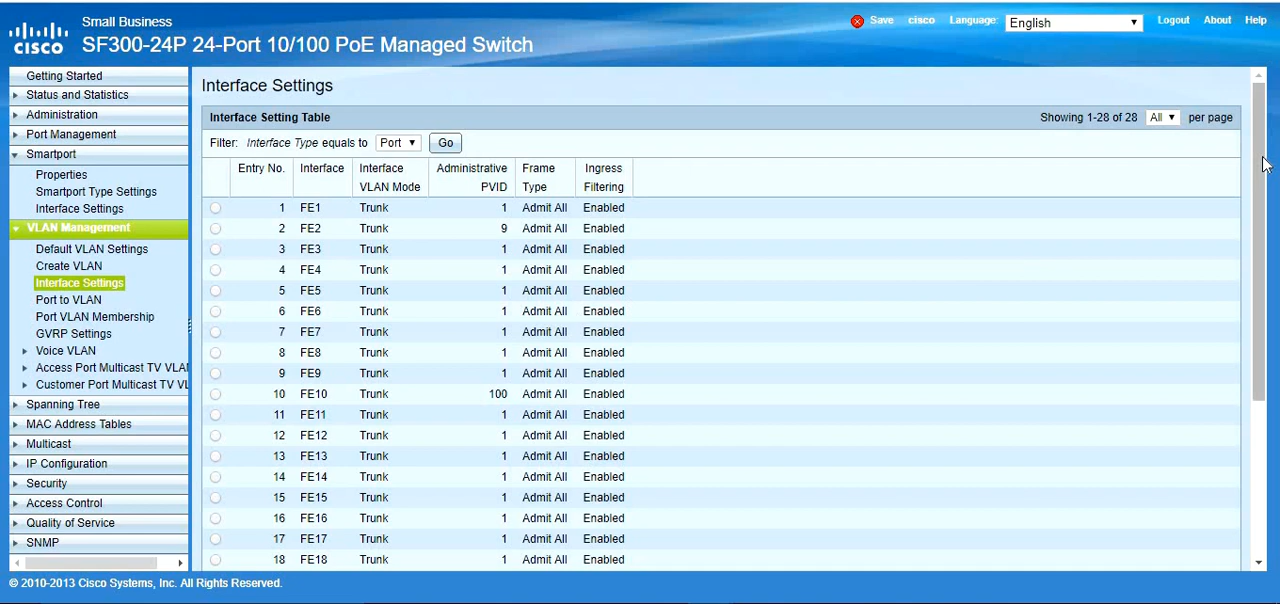 Small Business
Save cisco Language: English Logout About Help
cisco SF300-24P 24-Port 10/100 PoE Managed Switch
Getting Started
Status and Statistics
Administration
Port Management
Smartport
Properties
Smartport Type Settings
Interface Settings
VLAN Management
Default VLAN Settings
Create VLAN
Interface Settings
Port to VLAN
Port VLAN Membership
GVRP Settings
Voice VLAN
Access Port Multicast TV VLA
Customer Port Multicast TV VL
Spanning Tree
MAC Address Tables
Multicast
IP Configuration
Security
Access Control
Quality of Service
SNMP
Interface Settings
Interface Setting Table Showing 1-28 of 28 All per page
Filter: Interface Type equals to Port Go
Entry No. Interface Interface Administrative Frame Ingress
VLAN Mode PVID Type Filtering
1 FE1 Trunk 1 Admit All Enabled
2 FE2 Trunk 9 Admit All Enabled
3 FE3 Trunk 1 Admit All Enabled
4 FE4 Trunk 1 Admit All Enabled
5 FE5 Trunk 1 Admit All Enabled
6 FE6 Trunk 1 Admit All Enabled
7 FE7 Trunk 1 Admit All Enabled
8 FE8 Trunk 1 Admit All Enabled
9 FE9 Trunk 1 Admit All Enabled
10 FE10 Trunk 100 Admit All Enabled
11 FE11 Trunk 1 Admit All Enabled
12 FE12 Trunk 1 Admit All Enabled
13 FE13 Trunk 1 Admit All Enabled
14 FE14 Trunk 1 Admit All Enabled
15 FE15 Trunk 1 Admit All Enabled
16 FE16 Trunk 1 Admit All Enabled
17 FE17 Trunk 1 Admit All Enabled
18 FE18 Trunk 1 Admit All Enabled
© 2010-2013 Cisco Systems, Inc. All Rights Reserved.